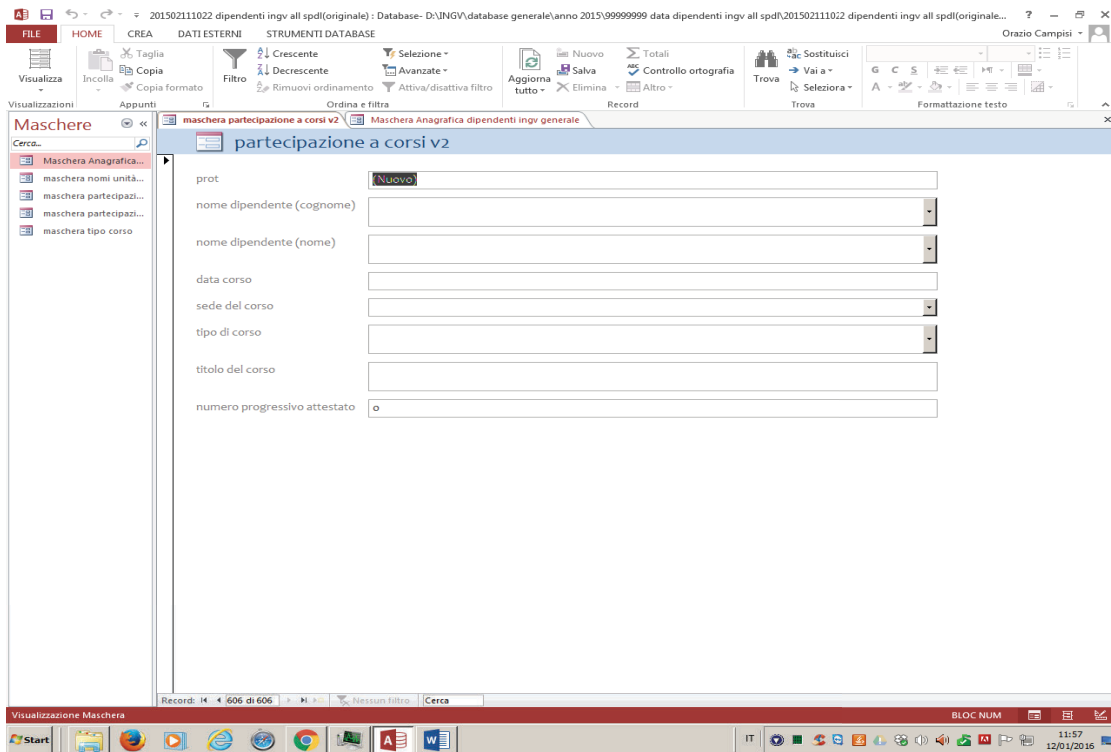 201502111022 dipendenti ingv all spdl(originale) : Database- D:\INGV\database generale\anno 2015\99999999 data dipendenti ingv all spdl\201502111022 dipendenti ingv all spdl(originale...
FILE HOME CREA DATI ESTERNI STRUMENTI DATABASE Orazio Campisi
Visualizza
Visualizzazioni
Incolla
Taglia
Copia
Copia formato
Appunti
Filtro
Crescente
Decrescente
Rimuovi ordinamento
Selezione
Avanzate
Attiva/disattiva filtro
Ordina e filtra
Aggiorna
tutto
Nuovo
Salva
Elimina
Totali
Controllo ortografia
Altro
Record
Trova
Sostituisci
Vai a
Seleziona
Trova
G C S
A
Formattazione testo
Maschere
Cerca...
Maschera Anagrafica...
maschera nomi unità...
maschera partecipazi...
maschera partecipazi...
maschera tipo corso
maschera partecipazione a corsi v2 Maschera Anagrafica dipendenti ingv generale
partecipazione a corsi v2
prot (Nuovo)
nome dipendente (cognome)
nome dipendente (nome)
data corso
sede del corso
tipo di corso
titolo del corso
numero progressivo attestato 0
Record: 606 di 606 Nessun filtro Cerca
Visualizzazione Maschera BLOC NUM
Start IT 11:57
12/01/2016